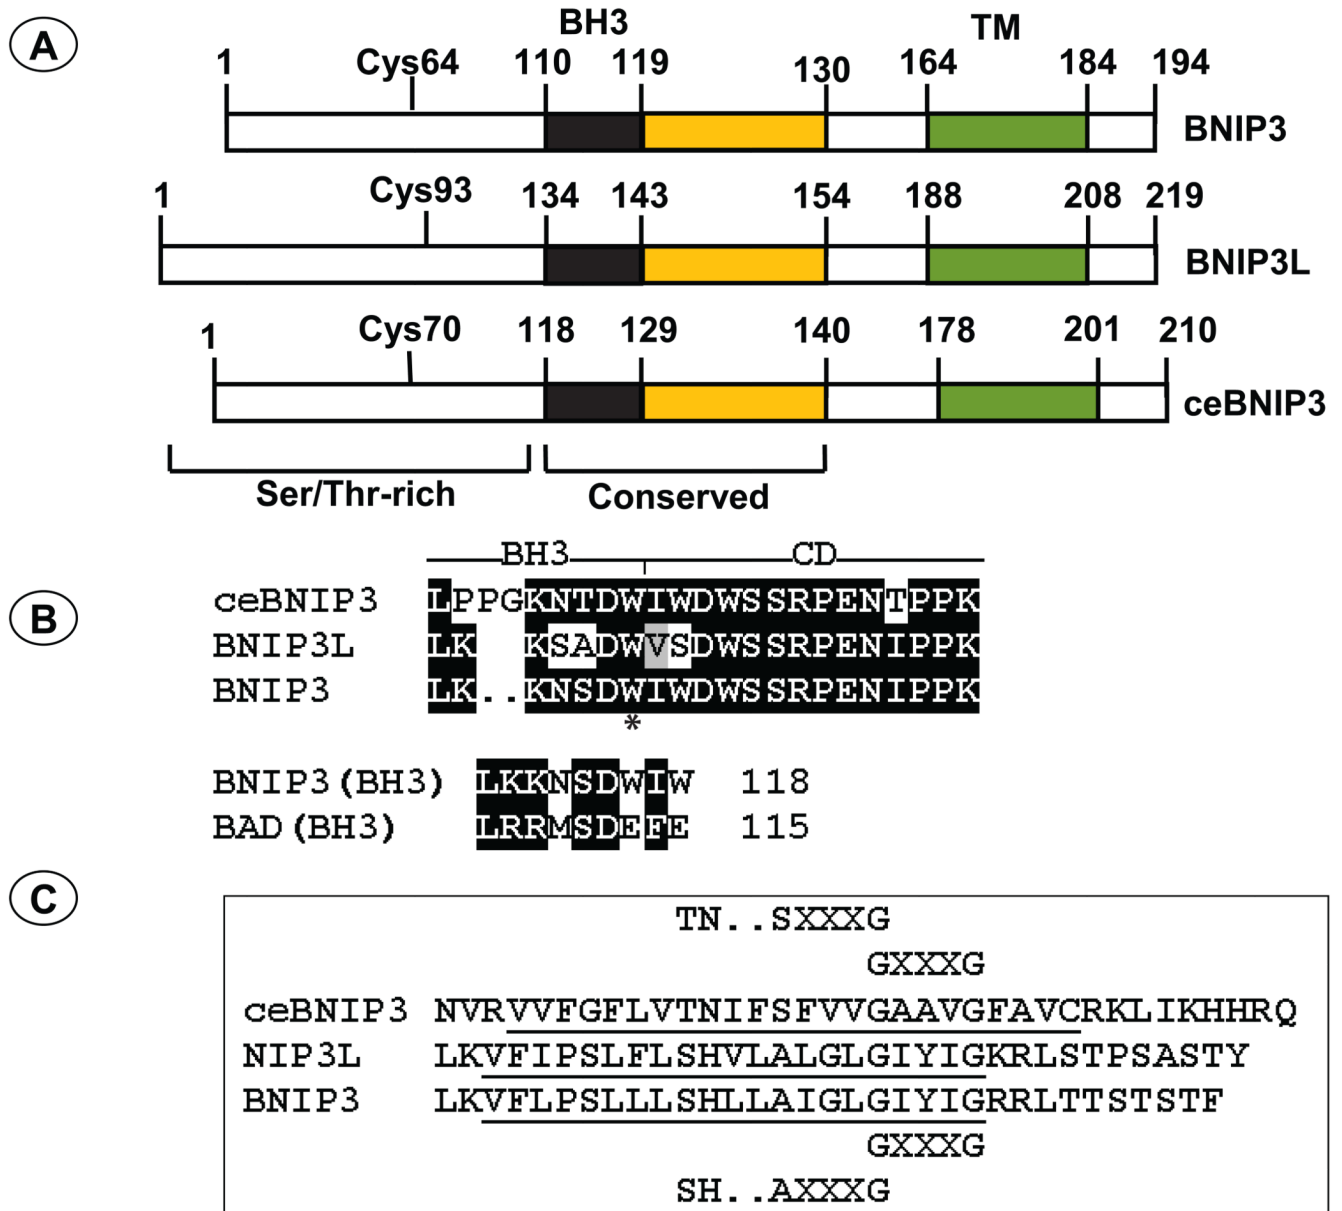 A
BH3 TM
1 Cys64 110 119 130 164 184 194
BNIP3
1 Cys93 134 143 154 188 208 219
BNIP3L
1 Cys70 118 129 140 178 201 210
ceBNIP3
Ser/Thr-rich Conserved
B
BH3 CD
ceBNIP3 LPPGKNTDWIWDWSSRPENTPPK
BNIP3L LK KSADWVSDWSSRPENIPPK
BNIP3 LK..KNSDWIWDWSSRPENIPPK
*
BNIP3(BH3) LKKNSDWIW 118
BAD(BH3) LRRMSDEFE 115
C
TN..SXXXG
GXXXG
ceBNIP3 NVRVVFGFLVTNIFSFVVGAAVGFAVCRKLIKHHRQ
NIP3L LKVFIPSLFLSHVLALGLGIYIGKRLSTPSASTY
BNIP3 LKVFLPSLLLSHLLAIGLGIYIGRRLTTSTSTF
GXXXG
SH..AXXXG